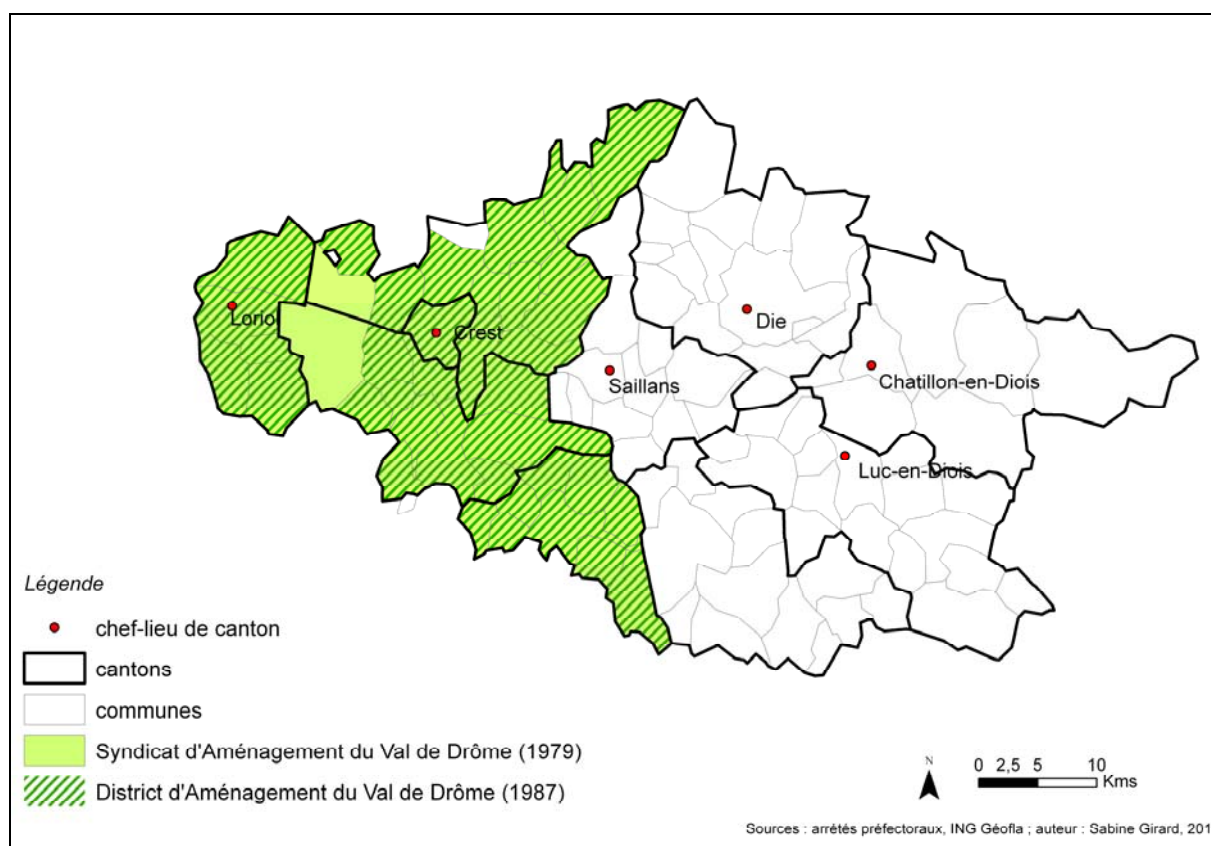 Lorio
Crest
Die
Saillans
Chatillon-en-Diois
Luc-en-Diois
Légende
chef-lieu de canton
cantons
communes
Syndicat d'Aménagement du Val de Drôme (1979)
District d'Aménagement du Val de Drôme (1987)
N
0 2,5 5 10
Kms
Sources : arrêtés préfectoraux, ING Géofla ; auteur : Sabine Girard, 201